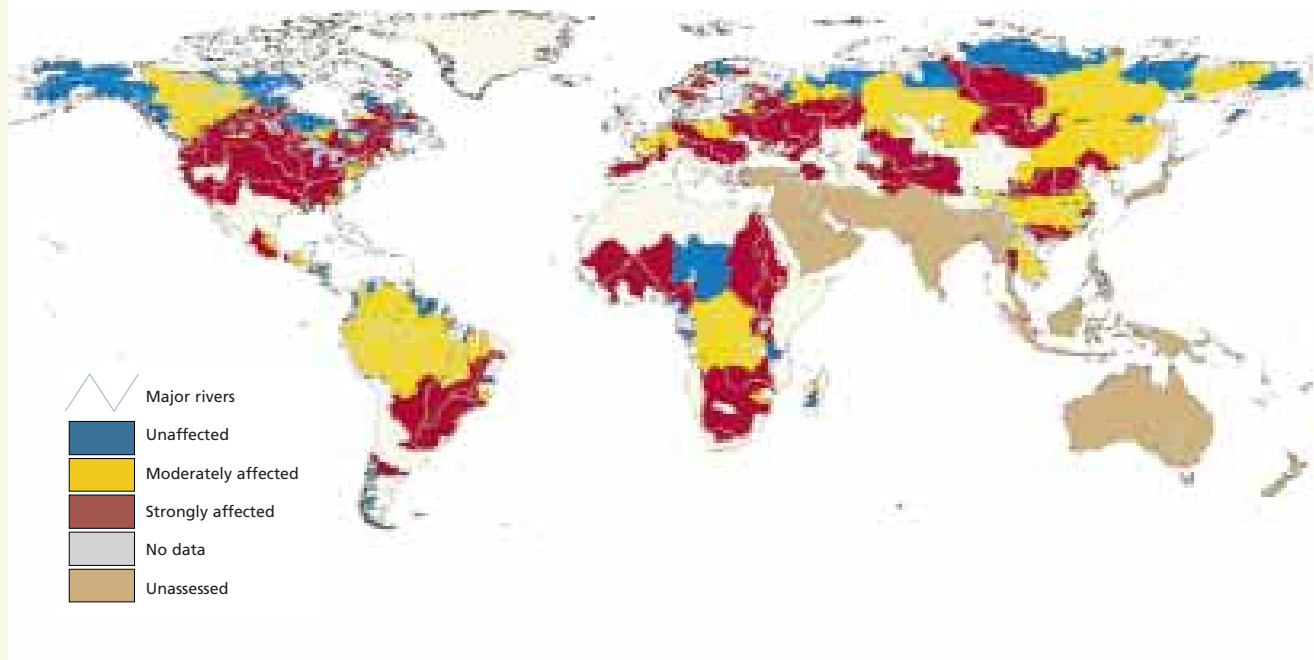 Major rivers
Unaffected
Moderately affected
Strongly affected
No data
Unassessed